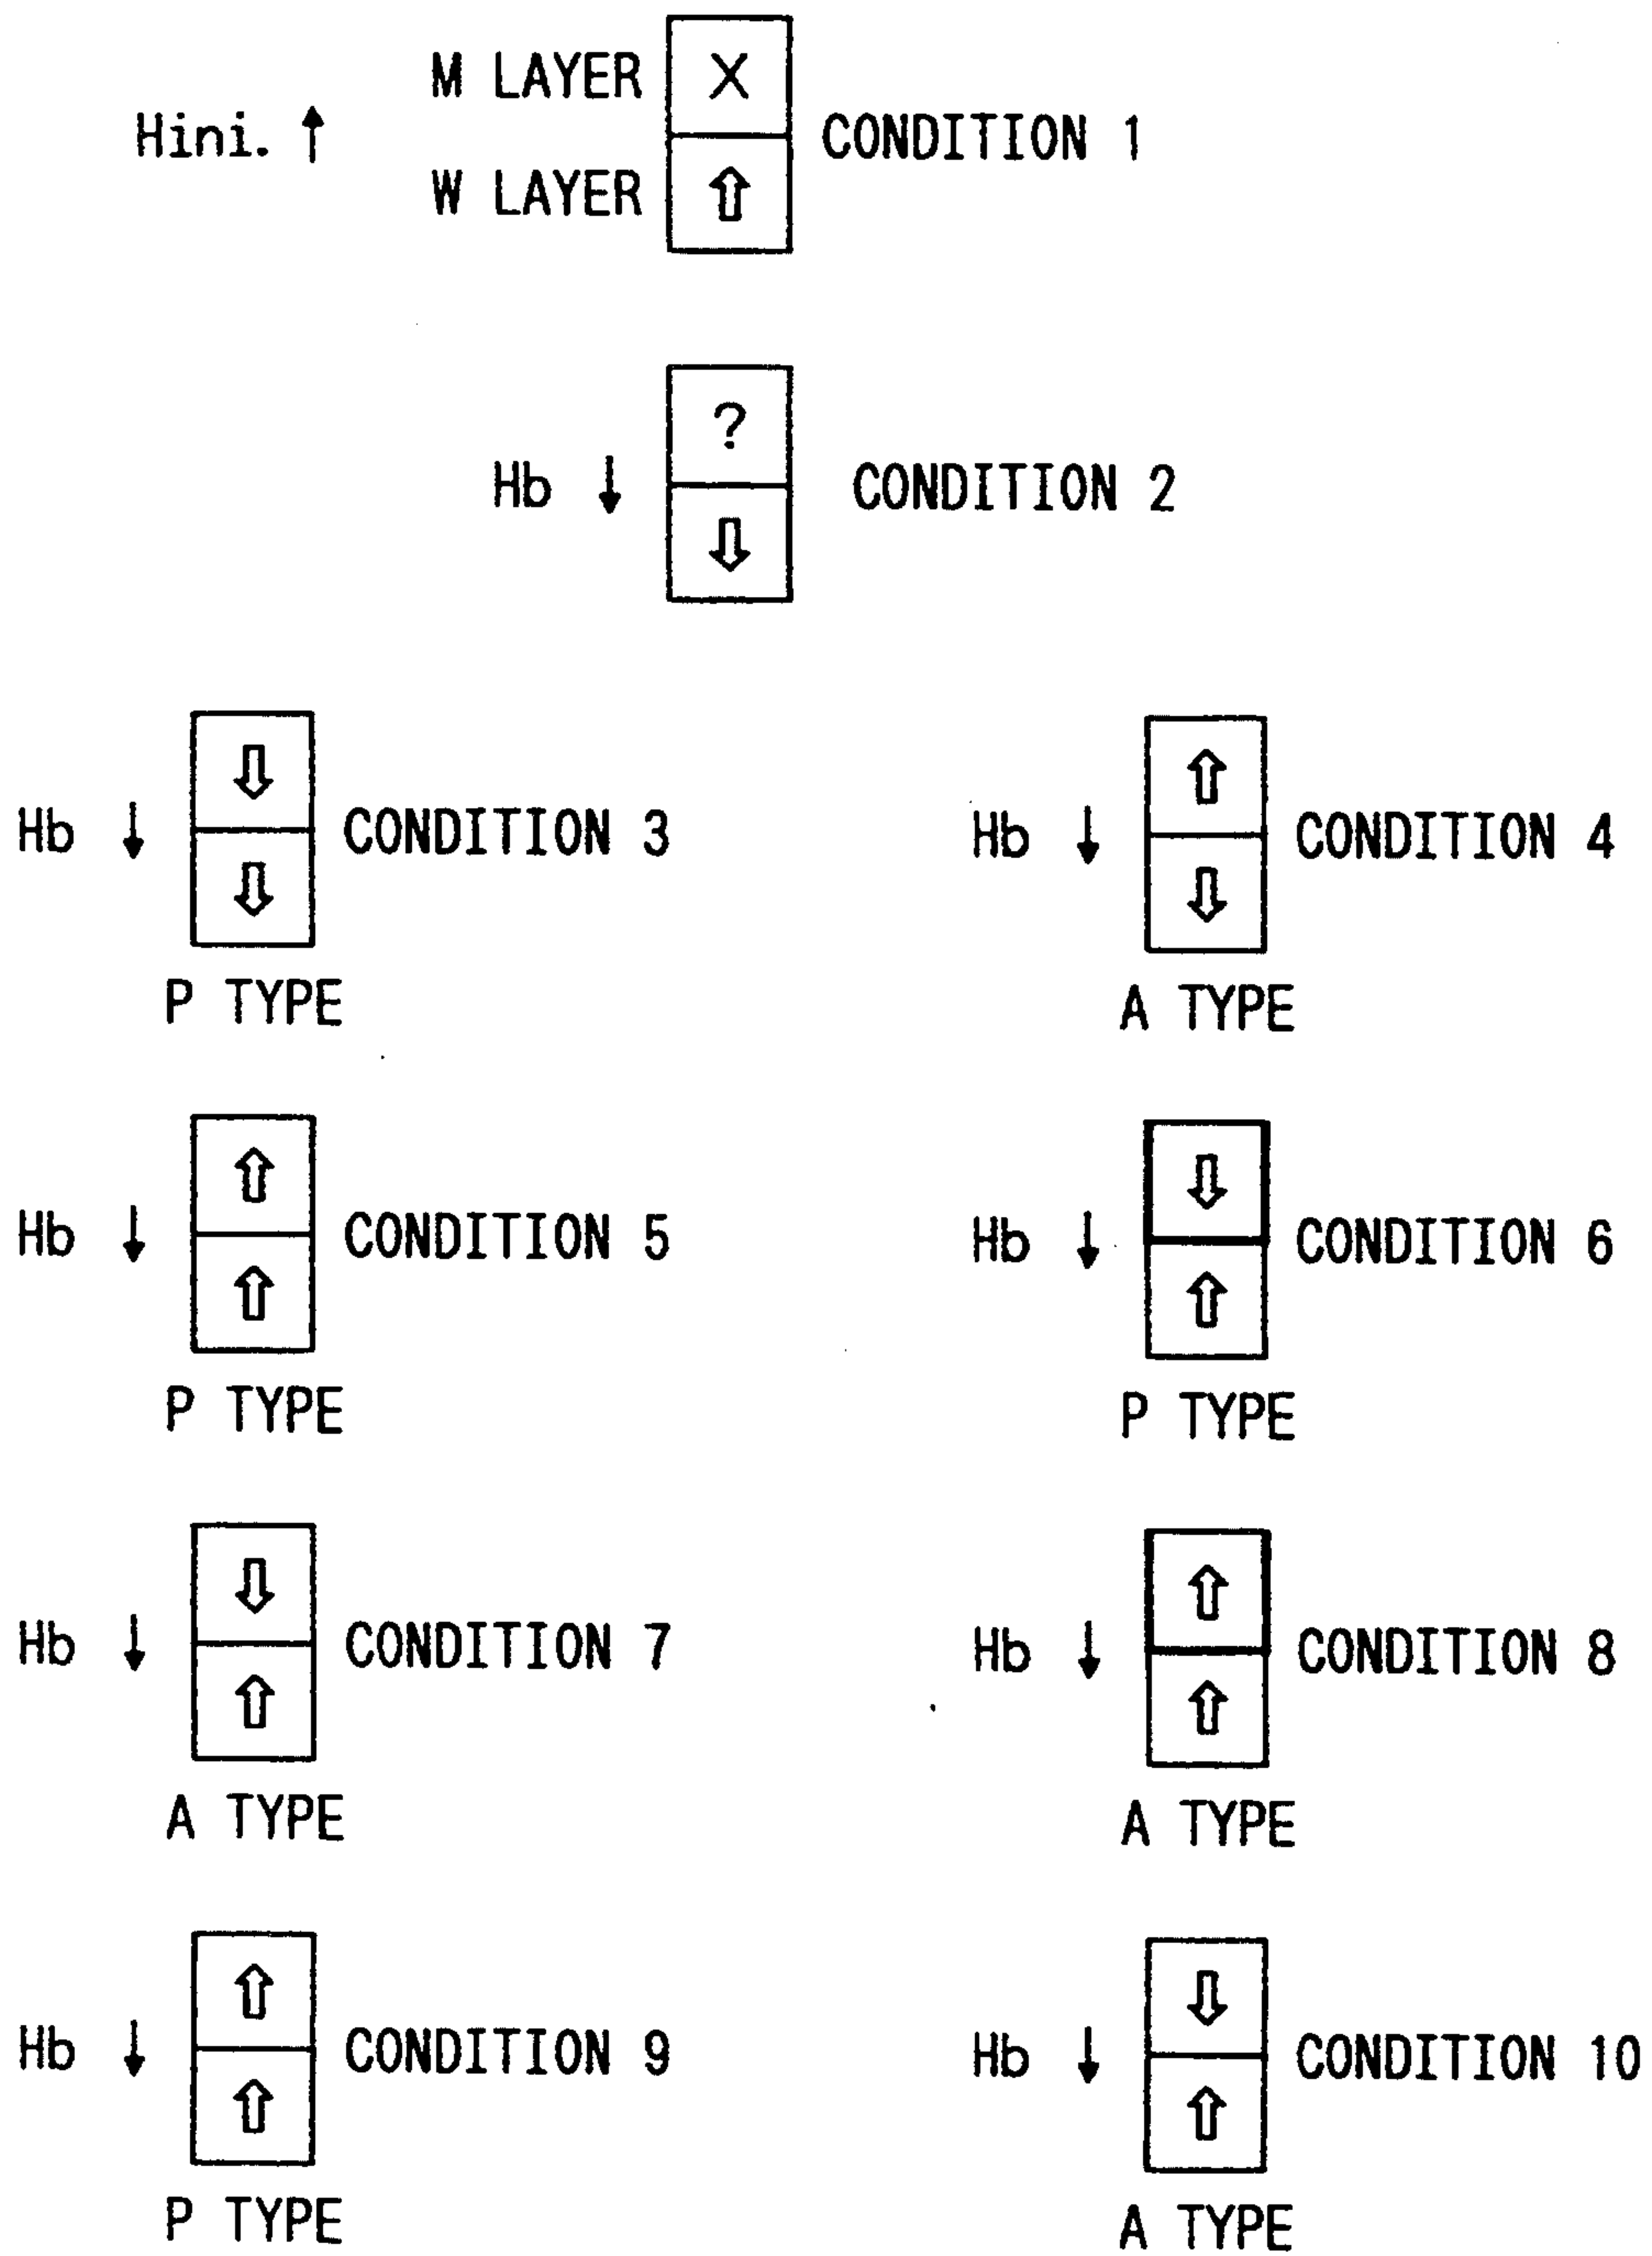 M LAYER X
Hini. ↑ CONDITION 1
W LAYER ⇧
?
Hb ↓ CONDITION 2
⇩
⇩ ⇧
Hb ↓ CONDITION 3 Hb ↓ CONDITION 4
⇩ ⇩
P TYPE A TYPE
⇧ ⇩
Hb ↓ CONDITION 5 Hb ↓ CONDITION 6
⇧ ⇧
P TYPE P TYPE
⇩ ⇧
Hb ↓ CONDITION 7 Hb ↓ CONDITION 8
⇧ ⇧
A TYPE A TYPE
⇧ ⇩
Hb ↓ CONDITION 9 Hb ↓ CONDITION 10
⇧ ⇧
P TYPE A TYPE